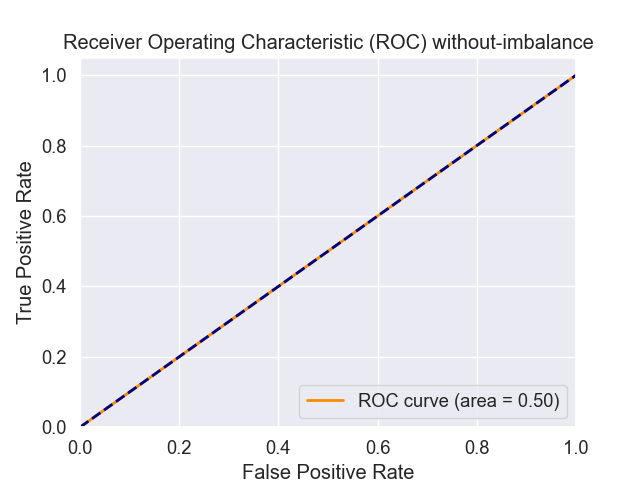 Receiver Operating Characteristic (ROC) without-imbalance
1.0
0.8
0.6
0.4
0.2
0.0
True Positive Rate
ROC curve (area = 0.50)
0.0 0.2 0.4 0.6 0.8 1.0
False Positive Rate